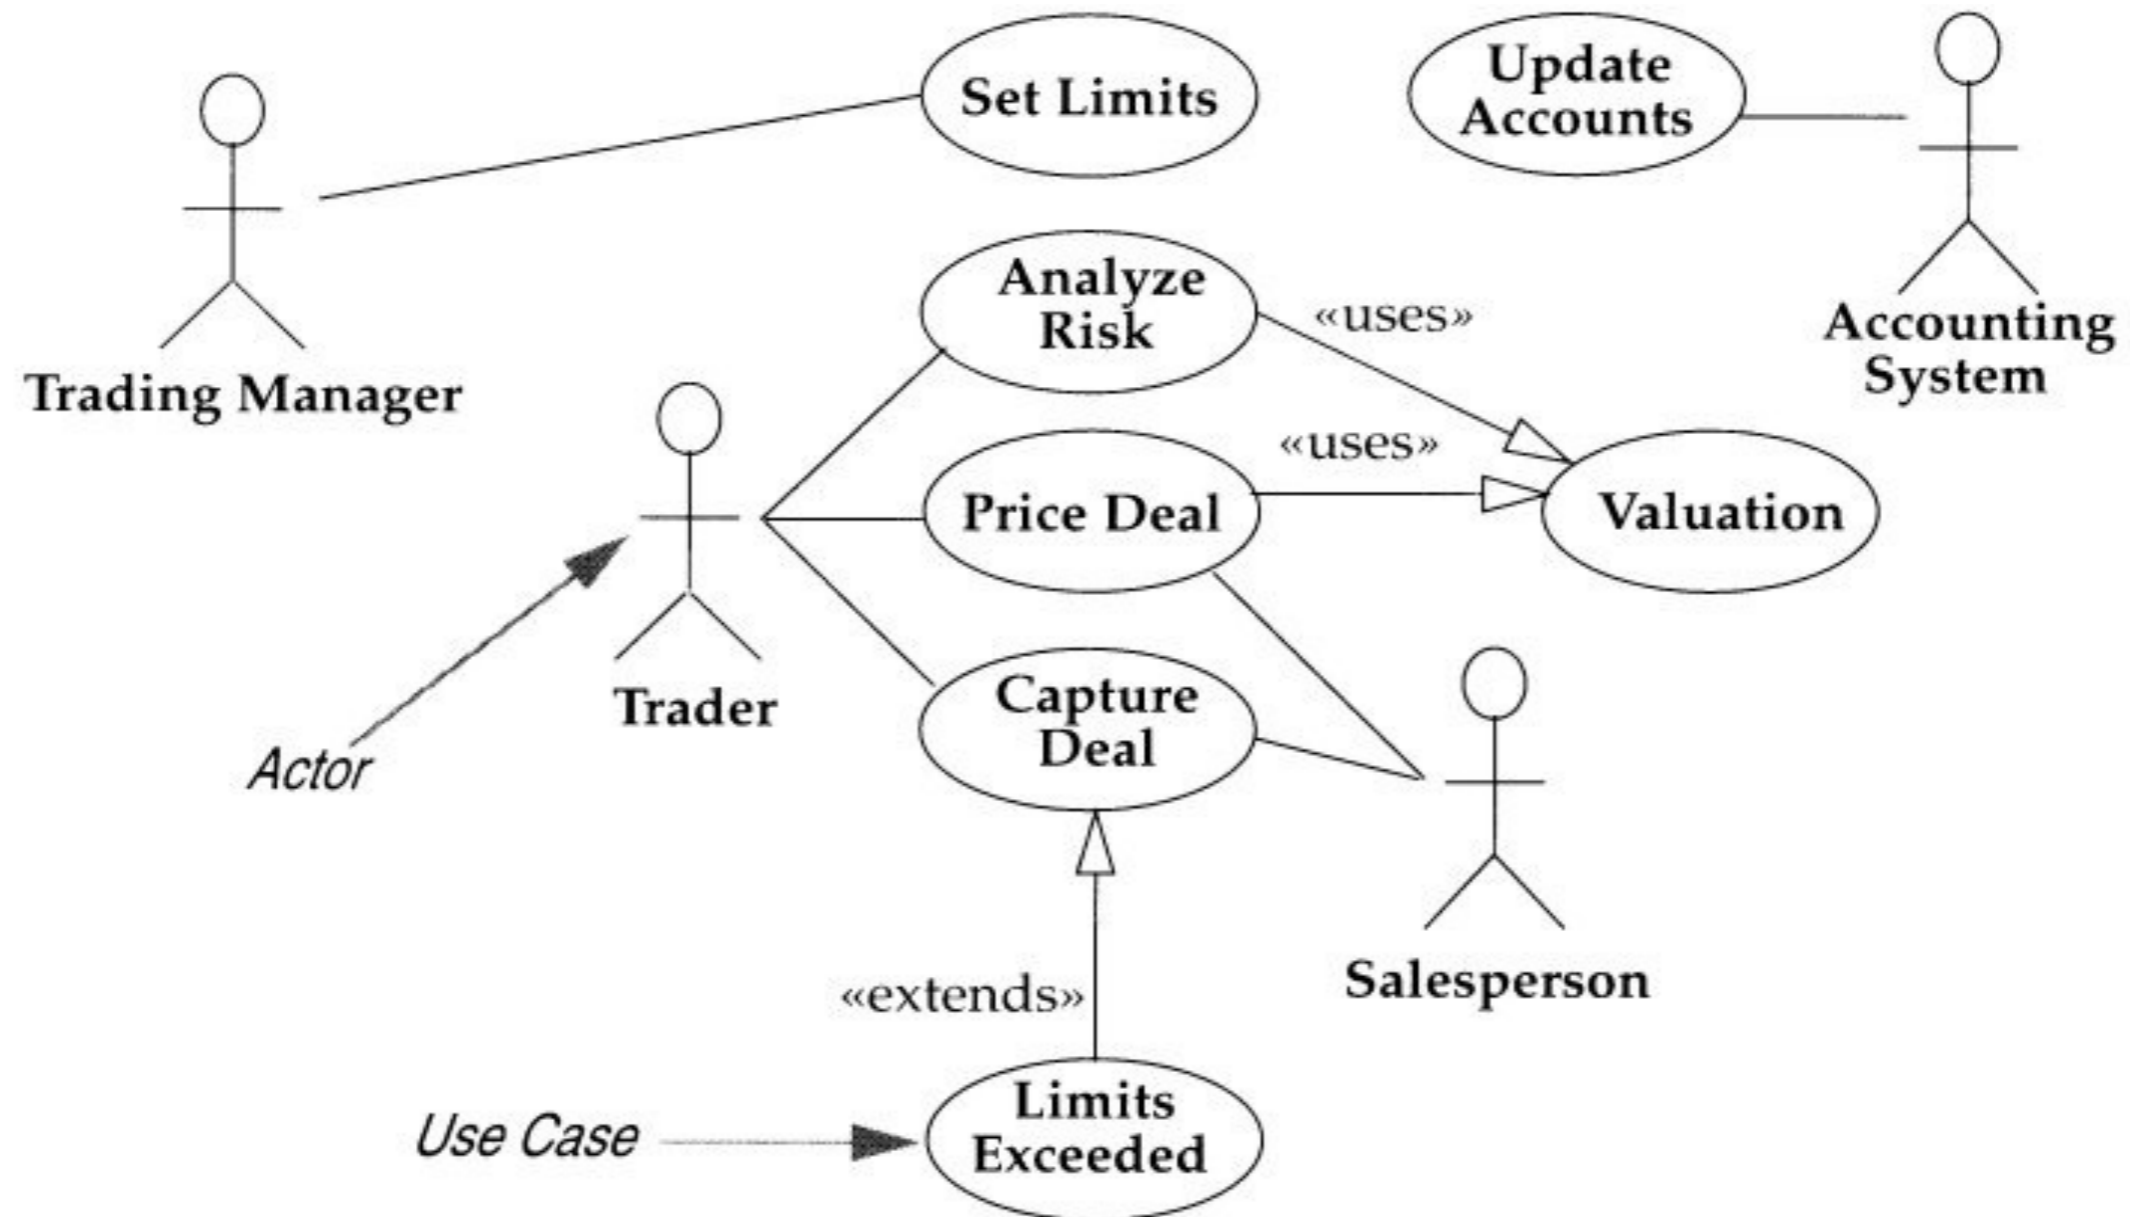 Set Limits
Update
Accounts
Trading Manager
Analyze
Risk
«uses»
Accounting
System
«uses»
Price Deal
Valuation
Trader
Actor
Capture
Deal
Salesperson
«extends»
Use Case
Limits
Exceeded